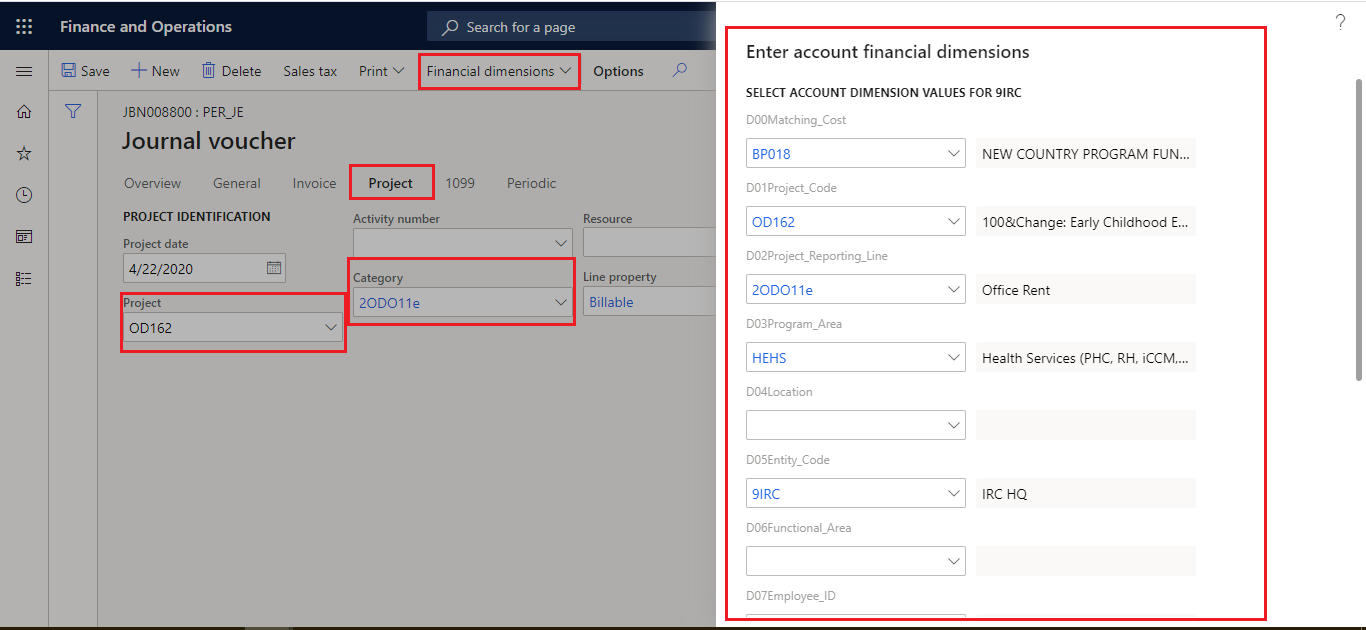 Finance and Operations
Search for a page
?
Save
New
Delete
Sales tax
Print
Financial dimensions
Options
JBN008800 : PER_JE
Journal voucher
Overview
General
Invoice
Project
1099
Periodic
PROJECT IDENTIFICATION
Project date
4/22/2020
Project
OD162
Activity number
Category
2ODO11e
Resource
Line property
Billable
Enter account financial dimensions
SELECT ACCOUNT DIMENSION VALUES FOR 9IRC
D00Matching_Cost
BP018 NEW COUNTRY PROGRAM FUN...
D01Project_Code
OD162 100&Change: Early Childhood E...
D02Project_Reporting_Line
2ODO11e Office Rent
D03Program_Area
HEHS Health Services (PHC, RH, iCCM,...
D04Location
D05Entity_Code
9IRC IRC HQ
D06Functional_Area
D07Employee_ID